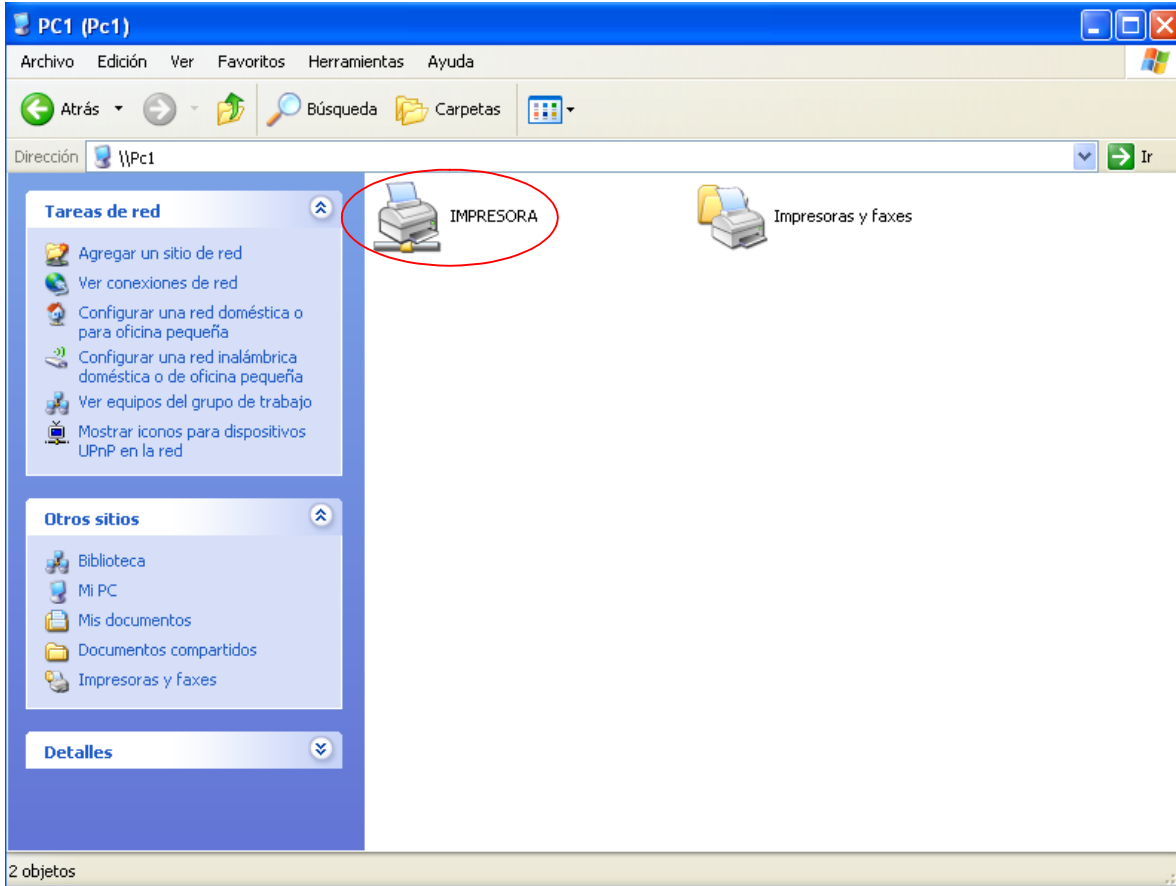 PC1 (Pc1)
Archivo Edición Ver Favoritos Herramientas Ayuda
Atrás Búsqueda Carpetas
Dirección \\Pc1 Ir
Tareas de red
Agregar un sitio de red
Ver conexiones de red
Configurar una red doméstica o
para oficina pequeña
Configurar una red inalámbrica
doméstica o de oficina pequeña
Ver equipos del grupo de trabajo
Mostrar iconos para dispositivos
UPnP en la red
Otros sitios
Biblioteca
Mi PC
Mis documentos
Documentos compartidos
Impresoras y faxes
Detalles
IMPRESORA
Impresoras y faxes
2 objetos